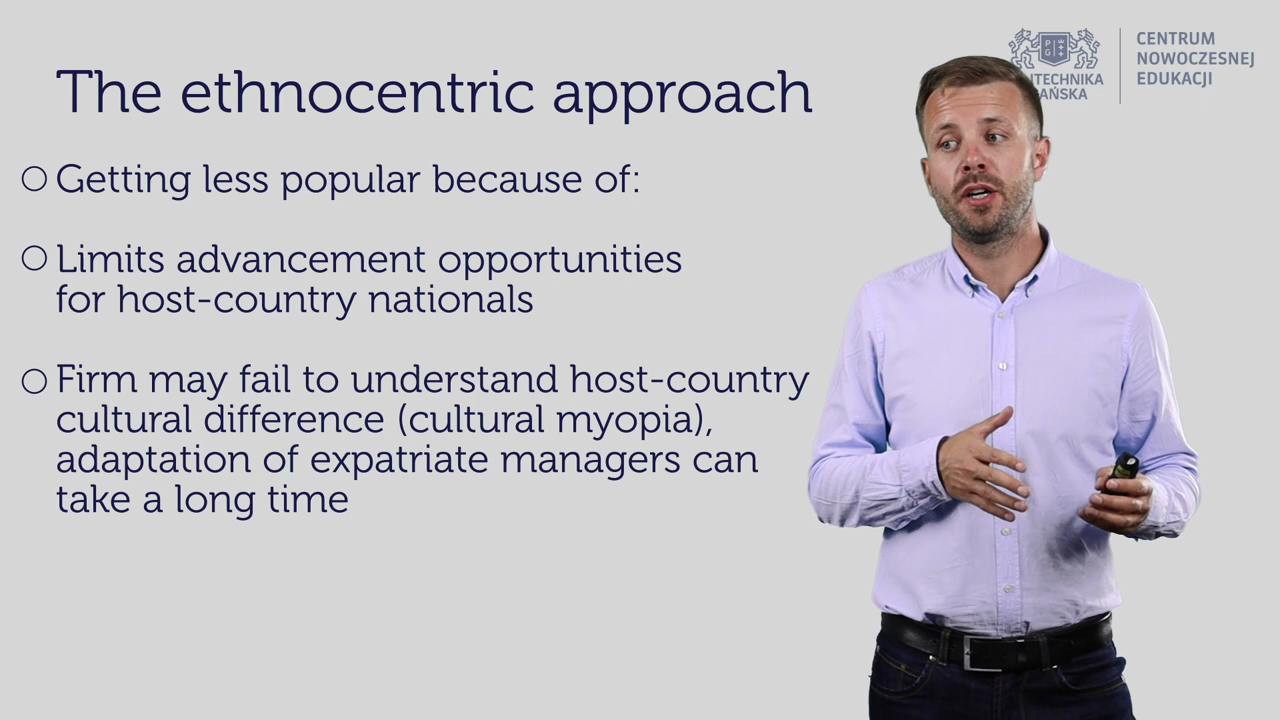 The ethnocentric approach
Getting less popular because of:
Limits advancement opportunities
for host-country nationals
Firm may fail to understand host-country
cultural difference (cultural myopia),
adaptation of expatriate managers can
take a long time
CENTRUM
NOWOCZESNEJ
EDUKACJI